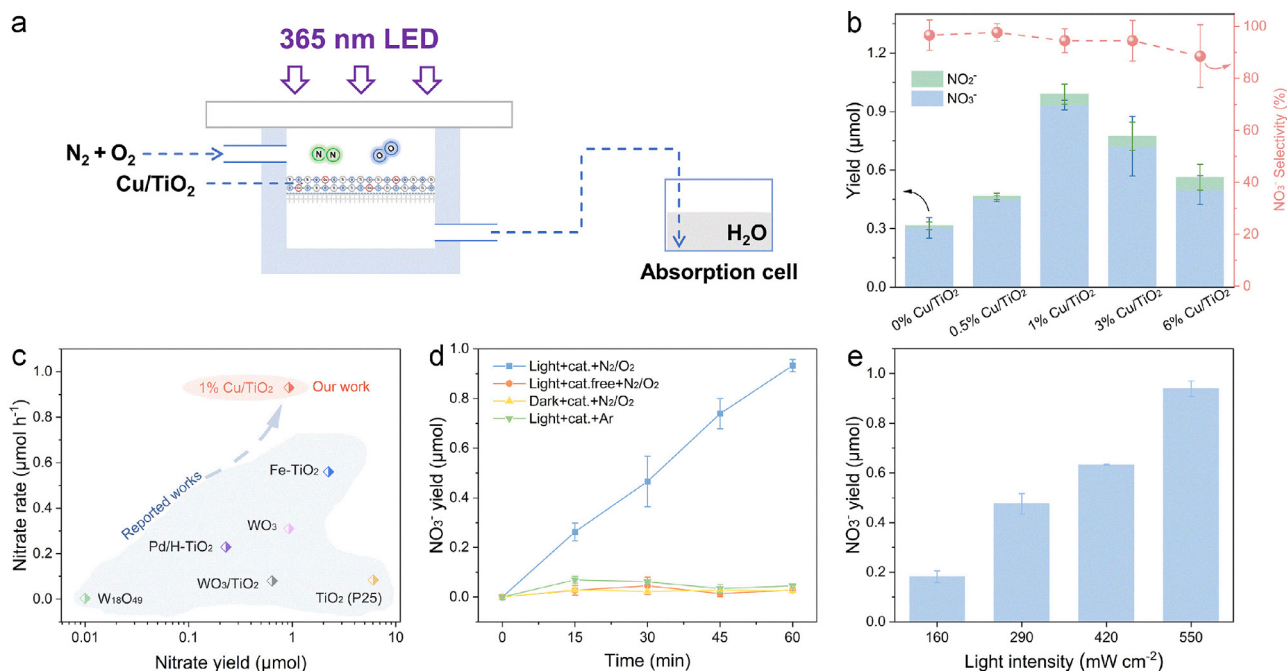 a
365 nm LED
N₂ + O₂
Cu/TiO₂
N N
O O
H₂O
Absorption cell
b
NO₂⁻
NO₃⁻
Yield (μmol)
1.2
0.9
0.6
0.3
0.0
NO₃⁻ Selectivity (%)
100
80
60
40
20
0
0% Cu/TiO₂
0.5% Cu/TiO₂
1% Cu/TiO₂
3% Cu/TiO₂
6% Cu/TiO₂
c
Nitrate rate (μmol h⁻¹)
1.0
0.8
0.6
0.4
0.2
0.0
1% Cu/TiO₂
Our work
Reported works
Fe-TiO₂
WO₃
Pd/H-TiO₂
WO₃/TiO₂
W₁₈O₄₉
TiO₂ (P25)
0.01 0.1 1 10
Nitrate yield (μmol)
d
NO₃⁻ yield (μmol)
1.0
0.8
0.6
0.4
0.2
0.0
Light+cat.+N₂/O₂
Light+cat.free+N₂/O₂
Dark+cat.+N₂/O₂
Light+cat.+Ar
0 15 30 45 60
Time (min)
e
NO₃⁻ yield (μmol)
1.0
0.8
0.6
0.4
0.2
0.0
160 290 420 550
Light intensity (mW cm⁻²)